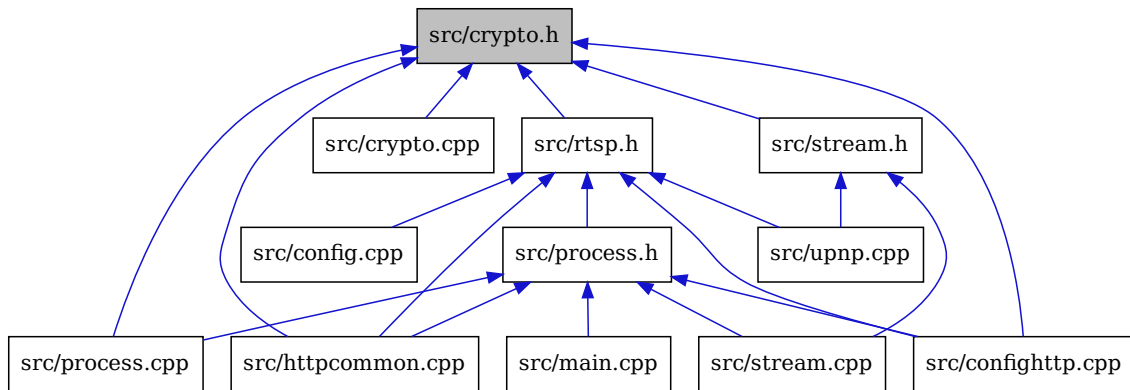 src/crypto.h
src/crypto.cpp
src/rtsp.h
src/stream.h
src/config.cpp
src/process.h
src/upnp.cpp
src/process.cpp
src/httpcommon.cpp
src/main.cpp
src/stream.cpp
src/confighttp.cpp